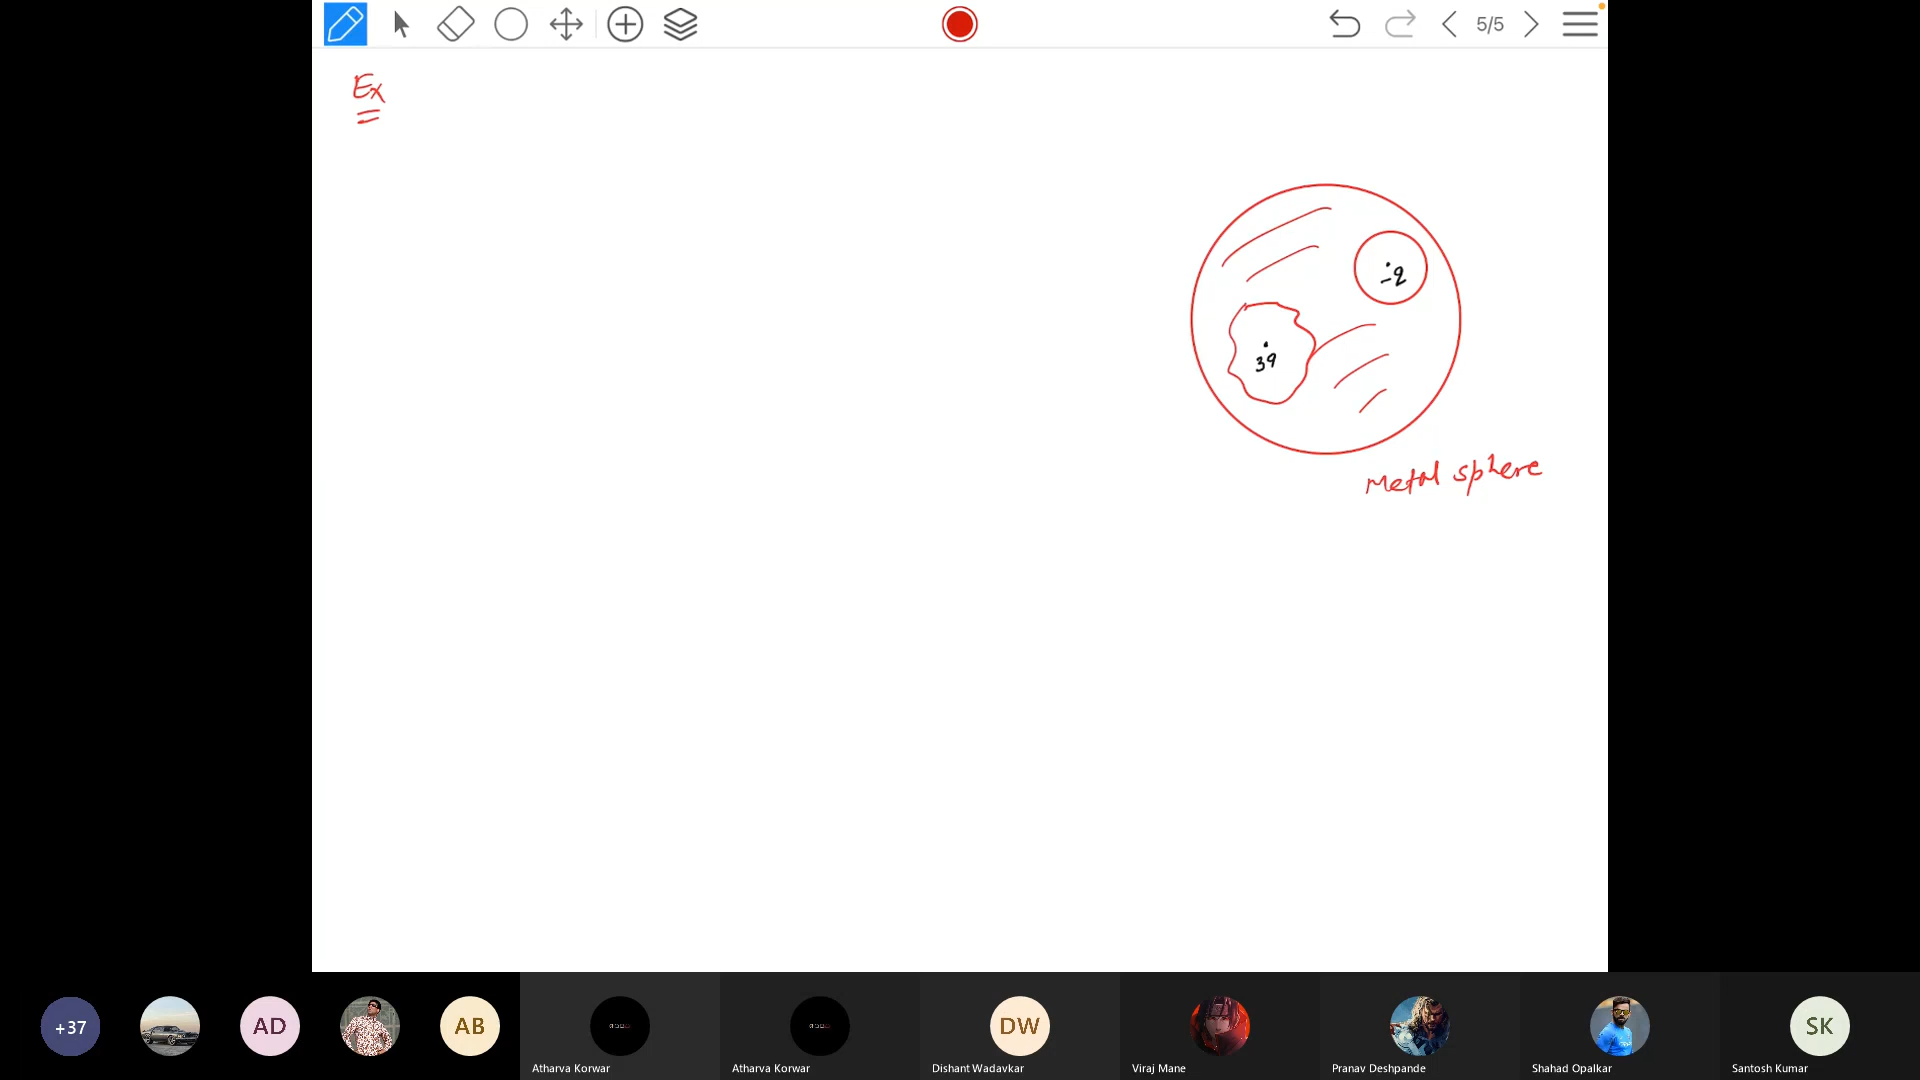 5/5
Ex
-q
3q
Metal sphere
+37
AD
AB
DW
SK
Atharva Korwar
Atharva Korwar
Dishant Wadavkar
Viraj Mane
Pranav Deshpande
Shahad Opalkar
Santosh Kumar